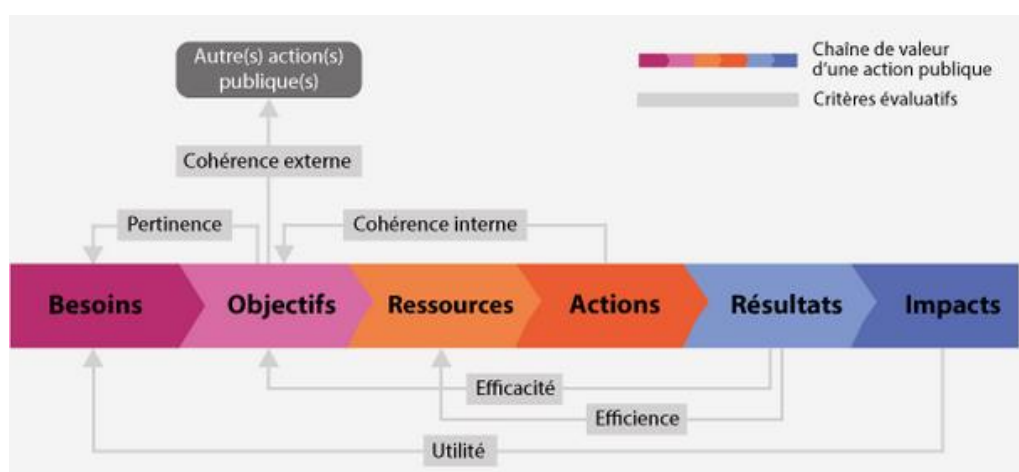 Autre(s) action(s)
publique(s)
Chaîne de valeur
d'une action publique
Critères évaluatifs
Cohérence externe
Pertinence
Cohérence interne
Besoins
Objectifs
Ressources
Actions
Résultats
Impacts
Efficacité
Efficience
Utilité